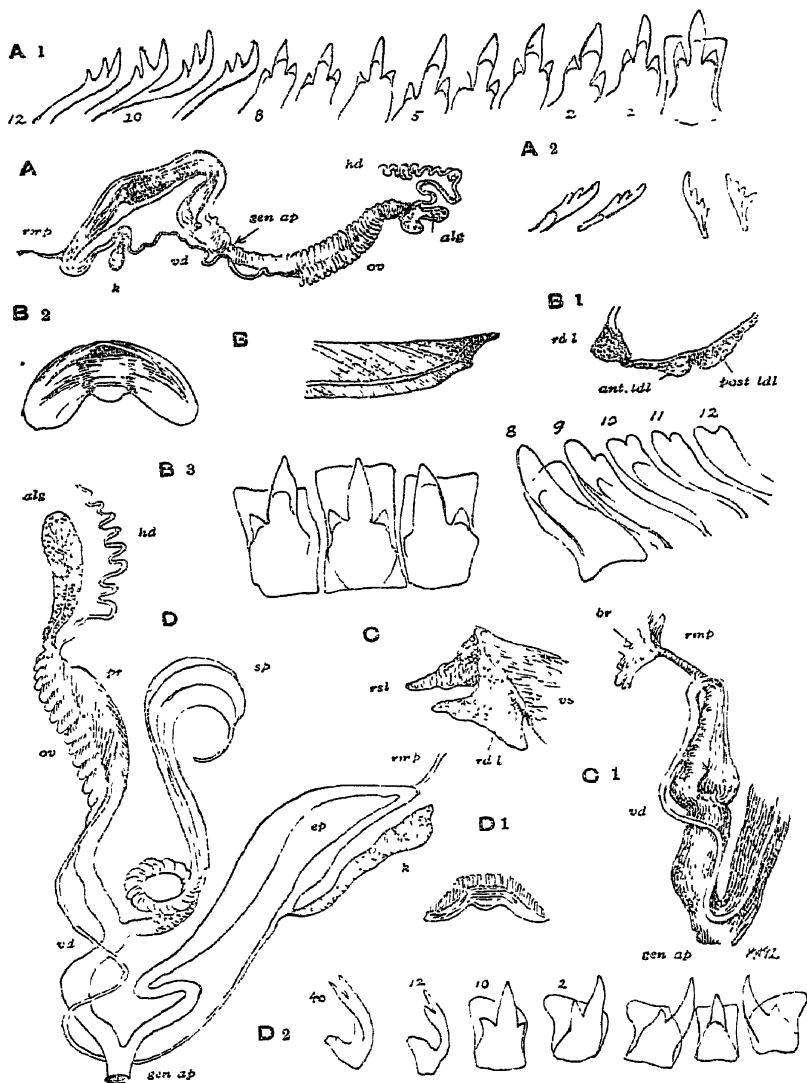 A 1
12 10 8 5 2 1
A
hd
A 2
rmp
gen ap
alg
k
vd
ov
B 2
B
B 1
rd l
ant. ldl
post ldl
8 9 10 11 12
B 3
alg
hd
br
rmp
D
C
pr
sp
rsl
vs
ov
rmp
rd l
C 1
ep
vd
D 1
k
vd
gen ap
40
12
10
2
D 2
gen ap